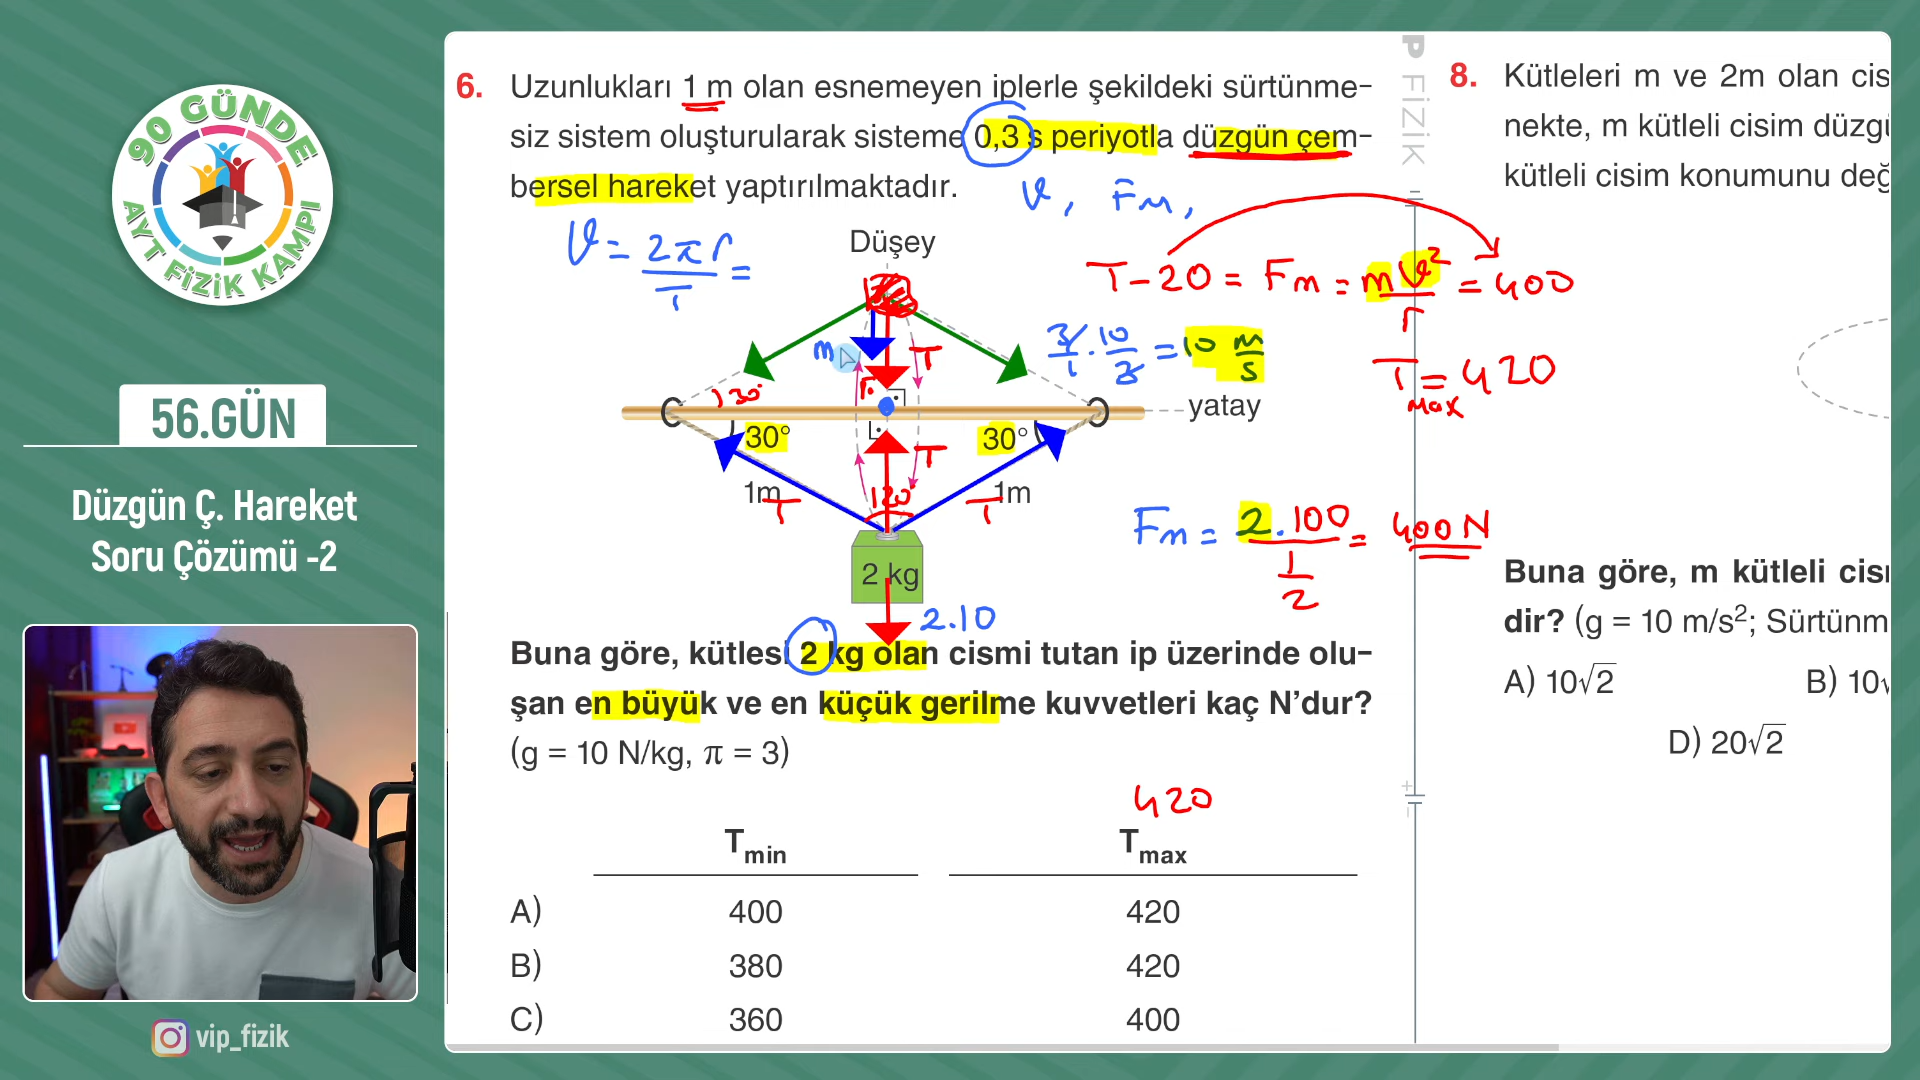 90 GÜNDE
AYT FİZİK KAMPI
56.GÜN
Düzgün Ç. Hareket
Soru Çözümü -2
vip_fizik
6. Uzunlukları 1 m olan esnemeyen iplerle şekildeki sürtünme-
siz sistem oluşturularak sisteme 0,3 s periyotla düzgün çem-
bersel hareket yaptırılmaktadır.
V, Fm,
V = 2πr/T =
Düşey
T-20 = Fm = mV²/r = 400
3/1 . 10/3 = 10 m/s
T max = 420
m
T
r
30°
yatay
30°
30°
T
1m
T
120°
T
1m
2 kg
2.10
Fm = 2.100/1/2 = 400N
Buna göre, kütlesi 2 kg olan cismi tutan ip üzerinde olu-
şan en büyük ve en küçük gerilme kuvvetleri kaç N'dur?
(g = 10 N/kg, π = 3)
420
Tmin Tmax
A) 400 420
B) 380 420
C) 360 400
P FİZİK
8. Kütleleri m ve 2m olan cis
nekte, m kütleli cisim düzgü
kütleli cisim konumunu değ
Buna göre, m kütleli cisi
dir? (g = 10 m/s²; Sürtünm
A) 10√2 B) 10√
D) 20√2